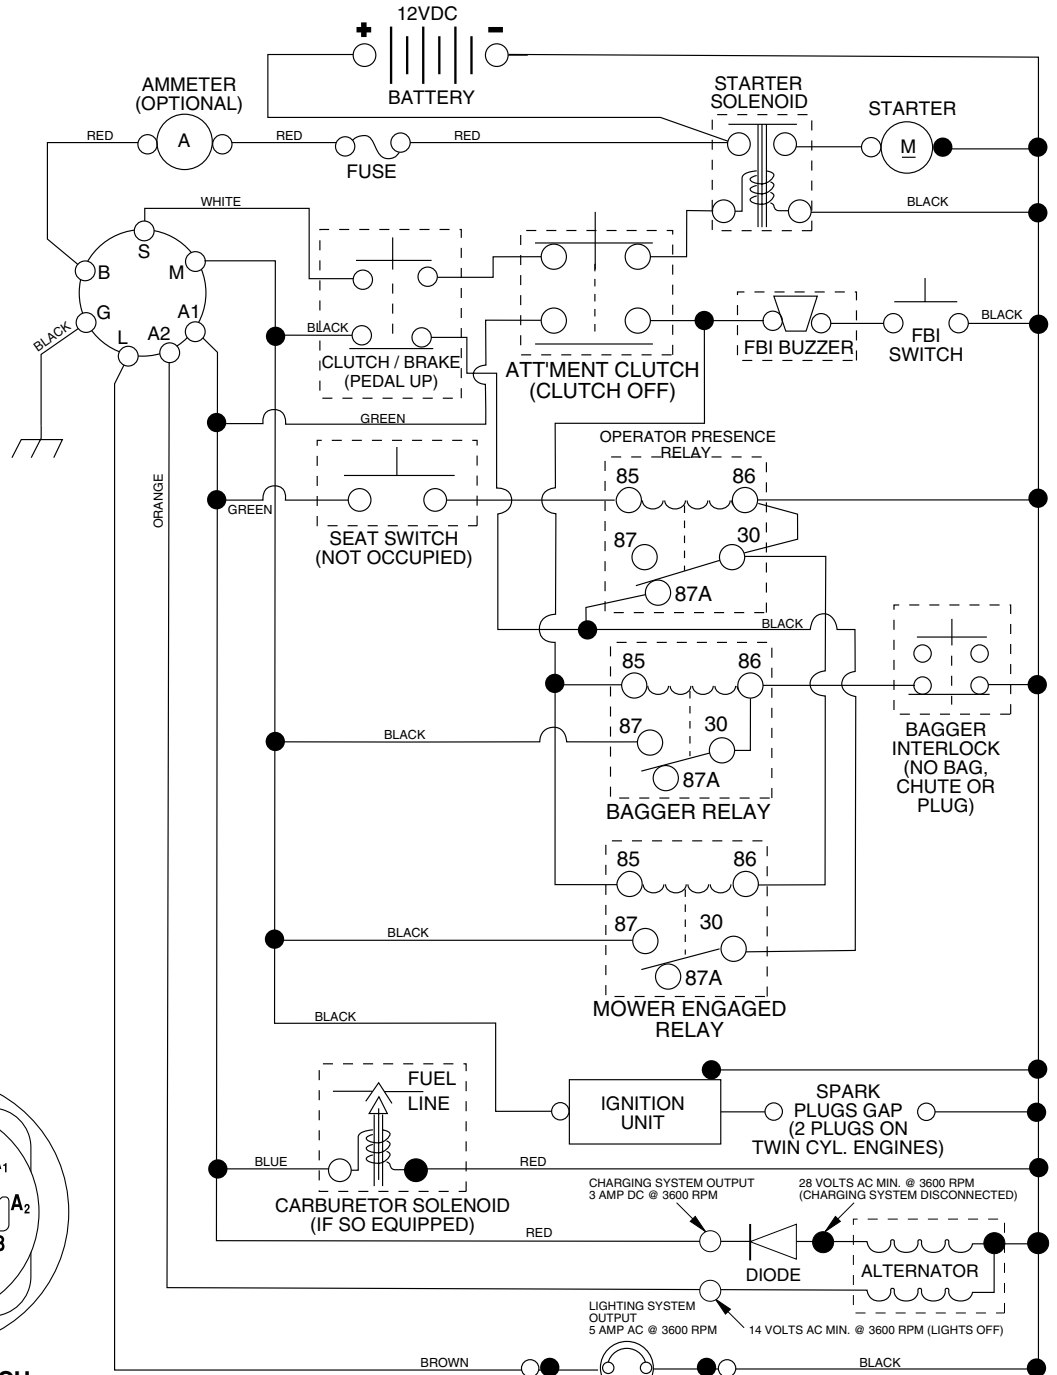 12VDC
+
-
BATTERY
AMMETER
(OPTIONAL)
RED
A
RED
FUSE
RED
STARTER
SOLENOID
STARTER
M
WHITE
BLACK
S
B
M
G
A1
L
A2
BLACK
BLACK
CLUTCH / BRAKE
(PEDAL UP)
ATT'MENT CLUTCH
(CLUTCH OFF)
FBI BUZZER
FBI
SWITCH
BLACK
GREEN
ORANGE
GREEN
SEAT SWITCH
(NOT OCCUPIED)
OPERATOR PRESENCE
RELAY
85
86
87
30
87A
BLACK
85
86
87
30
87A
BLACK
BAGGER RELAY
BAGGER
INTERLOCK
(NO BAG,
CHUTE OR
PLUG)
85
86
87
30
87A
BLACK
MOWER ENGAGED
RELAY
BLACK
FUEL
LINE
IGNITION
UNIT
SPARK
PLUGS GAP
(2 PLUGS ON
TWIN CYL. ENGINES)
BLUE
RED
CARBURETOR SOLENOID
(IF SO EQUIPPED)
CHARGING SYSTEM OUTPUT
3 AMP DC @ 3600 RPM
28 VOLTS AC MIN. @ 3600 RPM
(CHARGING SYSTEM DISCONNECTED)
RED
DIODE
ALTERNATOR
LIGHTING SYSTEM
OUTPUT
5 AMP AC @ 3600 RPM
14 VOLTS AC MIN. @ 3600 RPM (LIGHTS OFF)
BROWN
BLACK
A2